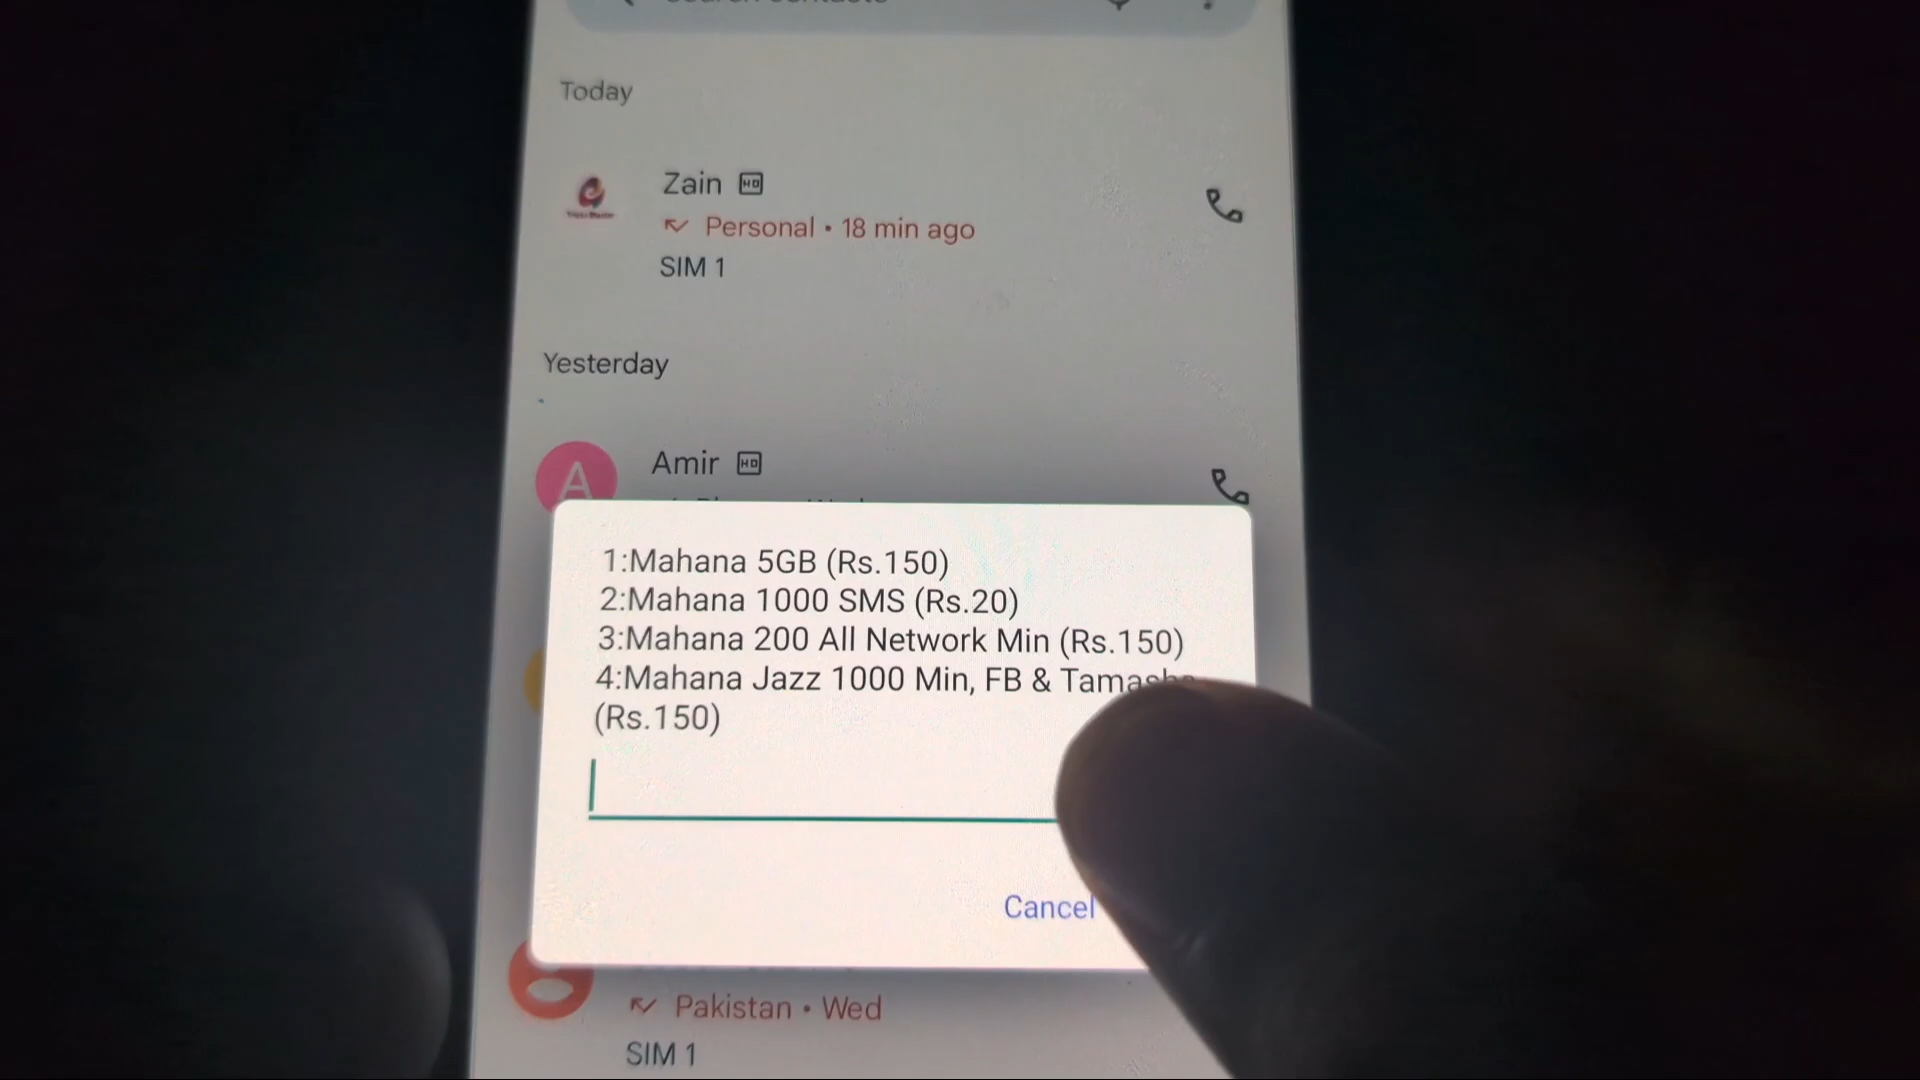 Today
Zain HD
Personal • 18 min ago
SIM 1
Yesterday
A
Amir HD
1:Mahana 5GB (Rs.150)
2:Mahana 1000 SMS (Rs.20)
3:Mahana 200 All Network Min (Rs.150)
4:Mahana Jazz 1000 Min, FB &
(Rs.150)
Cancel
Pakistan • Wed
SIM 1